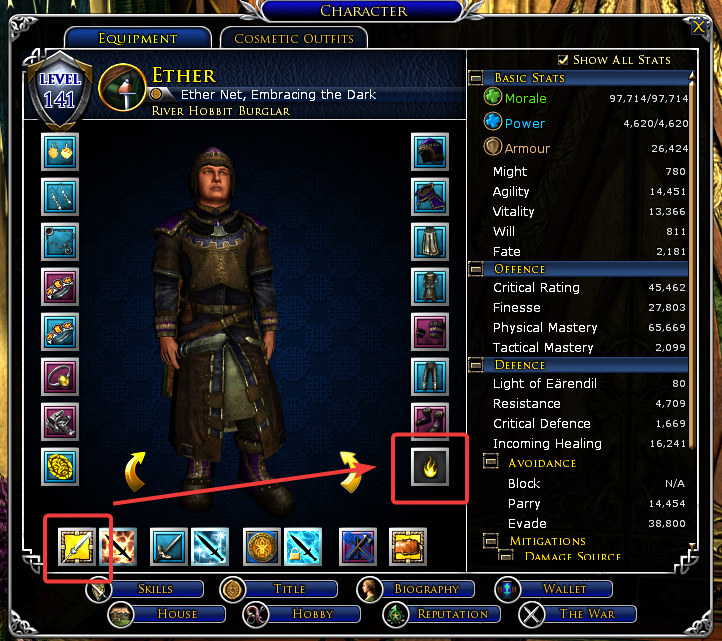 CHARACTER
EQUIPMENT
COSMETIC OUTFITS
LEVEL
141
ETHER
Ether Net, Embracing the Dark
RIVER HOBBIT BURGLAR
SHOW ALL STATS
BASIC STATS
Morale 97,714/97,714
Power 4,620/4,620
Armour 26,424
Might 780
Agility 14,451
Vitality 13,366
Will 811
Fate 2,181
OFFENCE
Critical Rating 45,462
Finesse 27,803
Physical Mastery 65,669
Tactical Mastery 2,099
DEFENCE
Light of Eärendil 80
Resistance 4,709
Critical Defence 1,669
Incoming Healing 16,241
AVOIDANCE
Block N/A
Parry 14,454
Evade 38,800
MITIGATIONS
DAMAGE SOURCE
SKILLS
TITLE
BIOGRAPHY
WALLET
HOUSE
HOBBY
REPUTATION
THE WAR